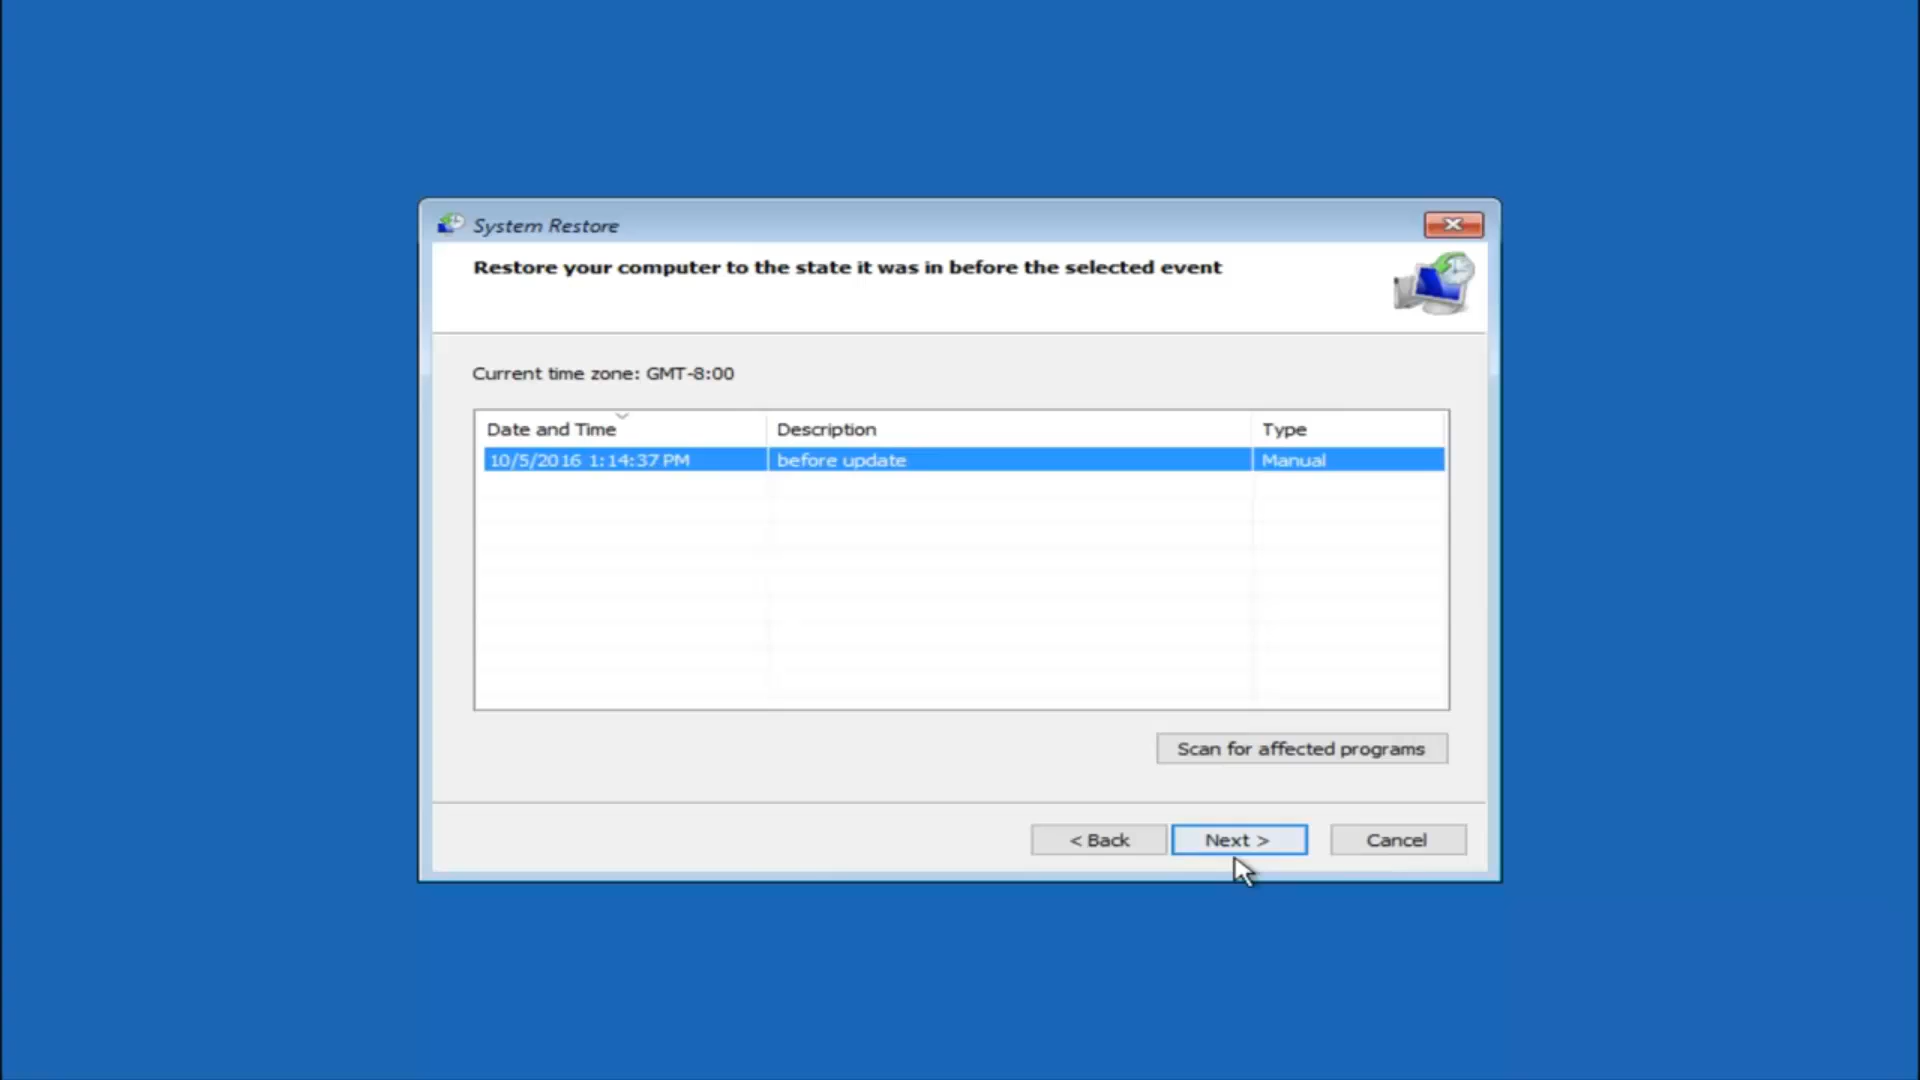 System Restore
Restore your computer to the state it was in before the selected event
Current time zone: GMT-8:00
Date and Time Description Type
10/5/2016 1:14:37 PM before update Manual
Scan for affected programs
< Back Next > Cancel